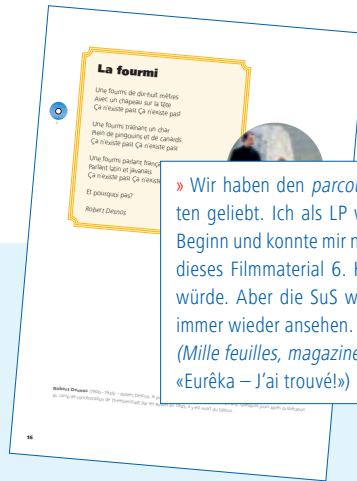 La fourmi
Une fourmi de dix-huit mètres
Avec un chapeau sur la tête
Ça n'existe pas! Ça n'existe pas!
Une fourmi traînant un char
Plein de pingouins et de canards
Ça n'existe pas! Ça n'existe pas!
Une fourmi parlant frança
Parlant latin et javanais
Ça n'existe pas! Ça n'existe
Et pourquoi pas?
Robert Desnos
» Wir haben den parcou
ten geliebt. Ich als LP
Beginn und konnte mir
dieses Filmmaterial 6.
würde. Aber die SuS
immer wieder ansehen.
(Mille feuilles, magazine
«Eurêka – J'ai trouvé!»)
Robert Desnos
16